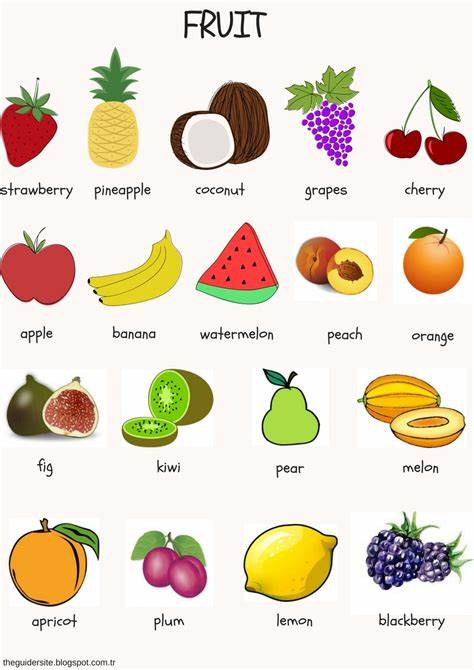 FRUIT
strawberry pineapple coconut grapes cherry
apple banana watermelon peach orange
fig kiwi pear melon
apricot plum lemon blackberry
theguidersite.blogspot.com.tr